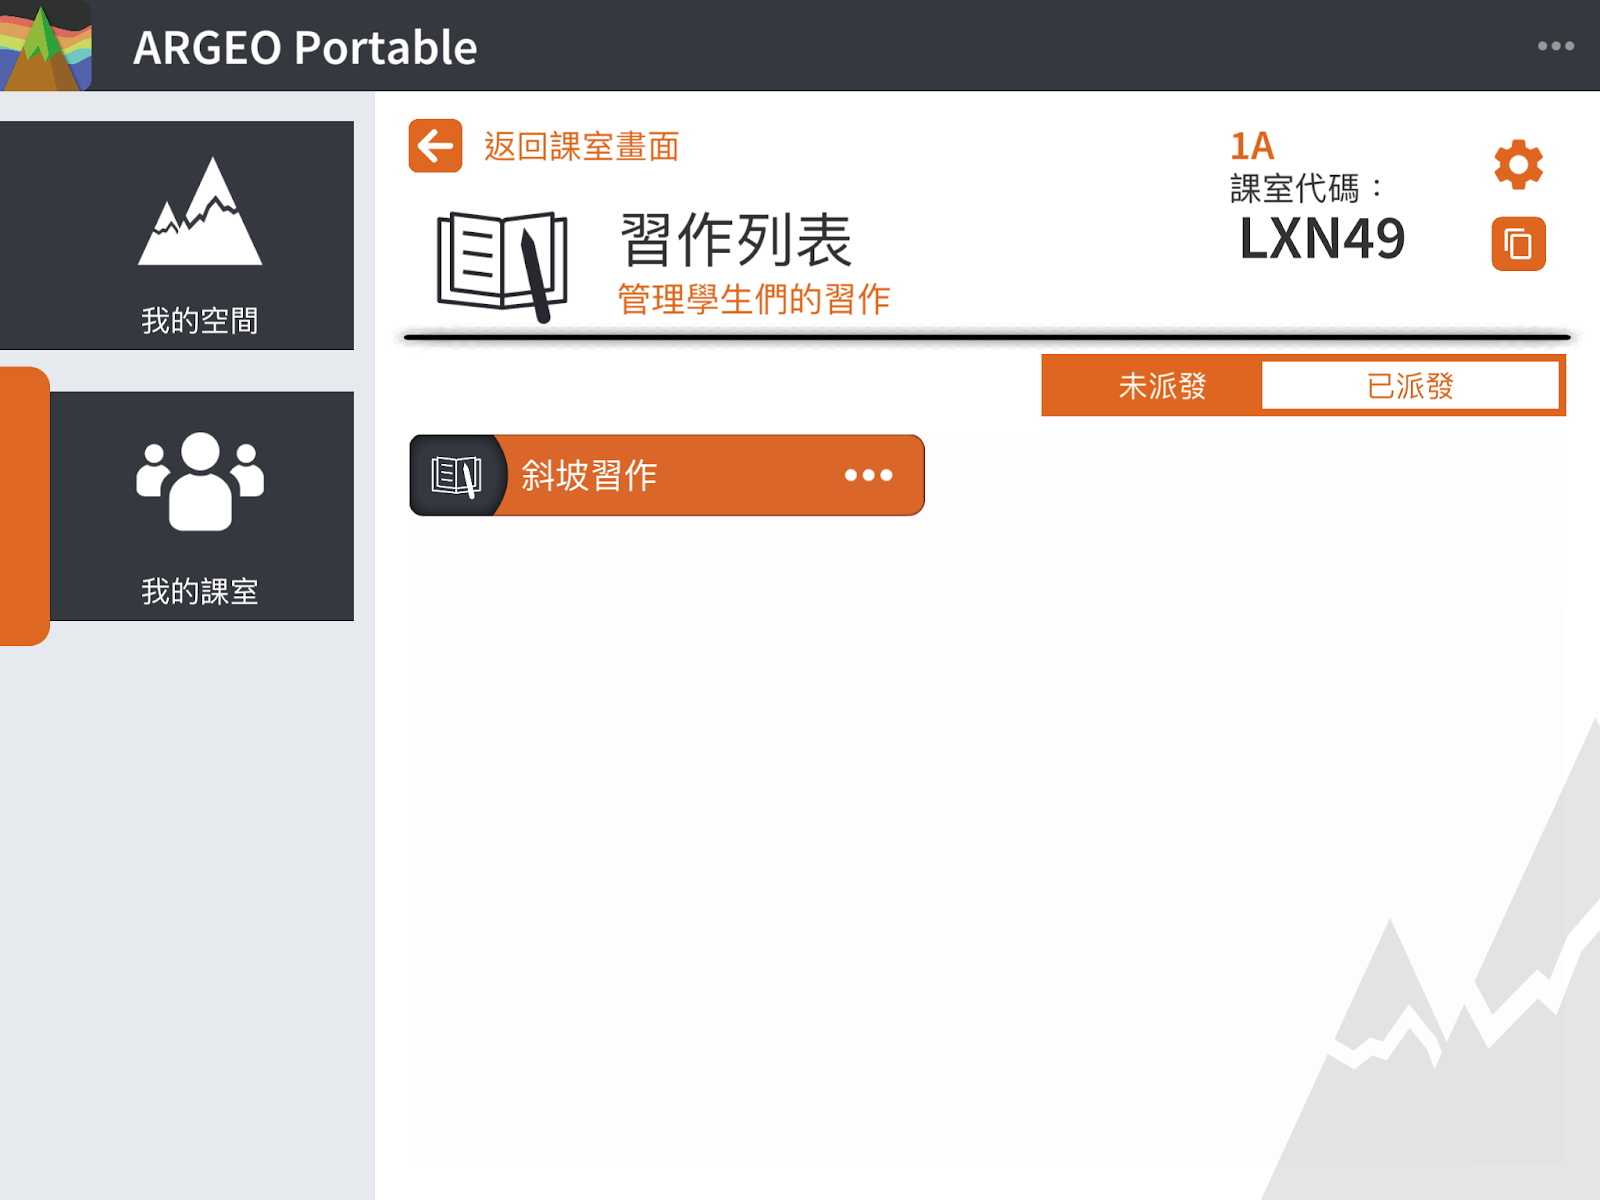 ARGEO Portable
我的空間
我的課室
返回課室畫面
習作列表
管理學生們的習作
1A
課室代碼：
LXN49
未派發
已派發
斜坡習作